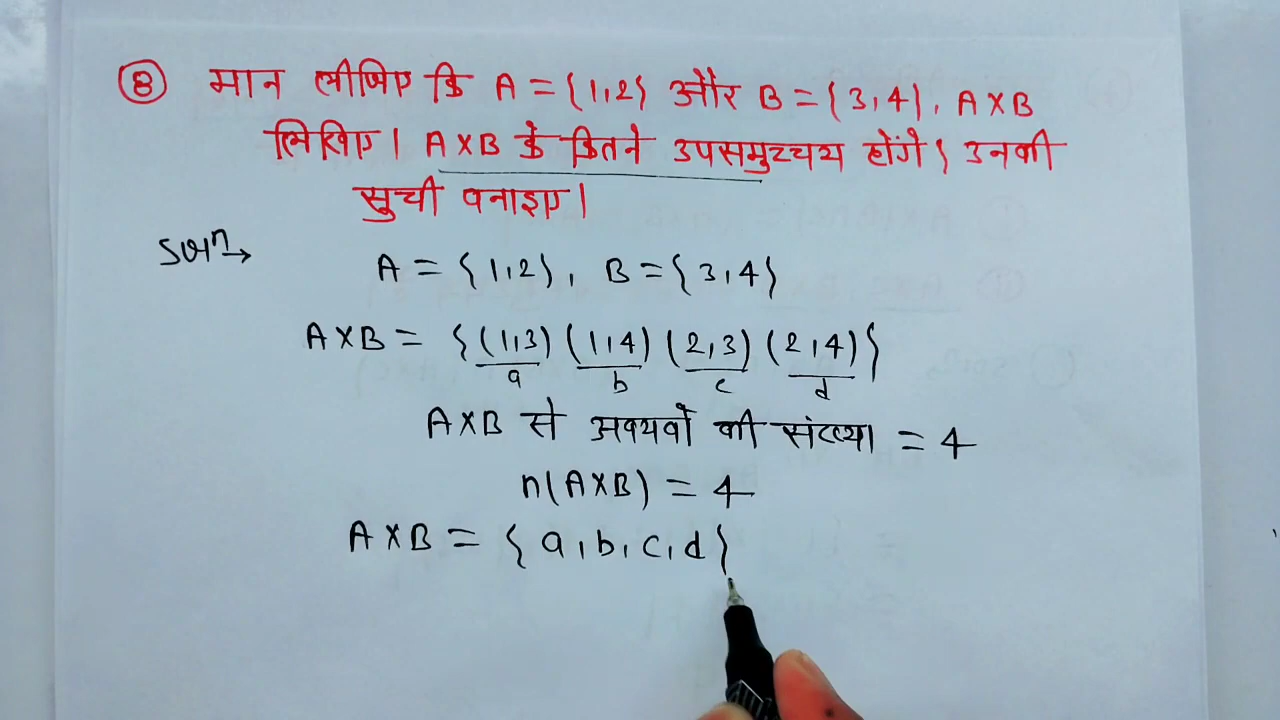 ⑧ मान लीजिए कि A = {1,2} और B = {3,4}. A×B
लिखिए। A×B के कितने उपसमुच्चय होंगे} उनकी
सूची बनाइए।
Solⁿ→ A = {1,2}, B = {3,4}
A×B = {(1,3) (1,4) (2,3) (2,4)}
a b c d
A×B से अवयवों की संख्या = 4
n(A×B) = 4
A×B = {a,b,c,d}